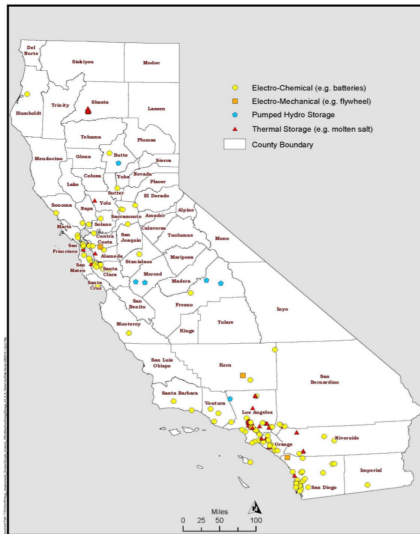 Del
Norte
Siskiyou
Modoc
Humboldt
Trinity
Shasta
Lassen
Tehama
Plumas
Mendocino
Glenn
Butte
Sierra
Colusa
Yuba
Nevada
Placer
Lake
Sutter
El Dorado
Yolo
Sonoma
Napa
Sacramento
Amador
Alpine
Solano
Calaveras
Marin
Contra
Costa
San
Joaquin
Tuolumne
Mono
San
Francisco
Alameda
Stanislaus
Mariposa
San
Mateo
Santa
Clara
Merced
Madera
Santa
Cruz
San
Benito
Fresno
Inyo
Monterey
Kings
Tulare
San Luis
Obispo
Kern
San
Bernardino
Santa Barbara
Ventura
Los Angeles
Orange
Riverside
San Diego
Imperial
Electro-Chemical (e.g. batteries)
Electro-Mechanical (e.g. flywheel)
Pumped Hydro Storage
Thermal Storage (e.g. molten salt)
County Boundary
Miles
0 25 50 100